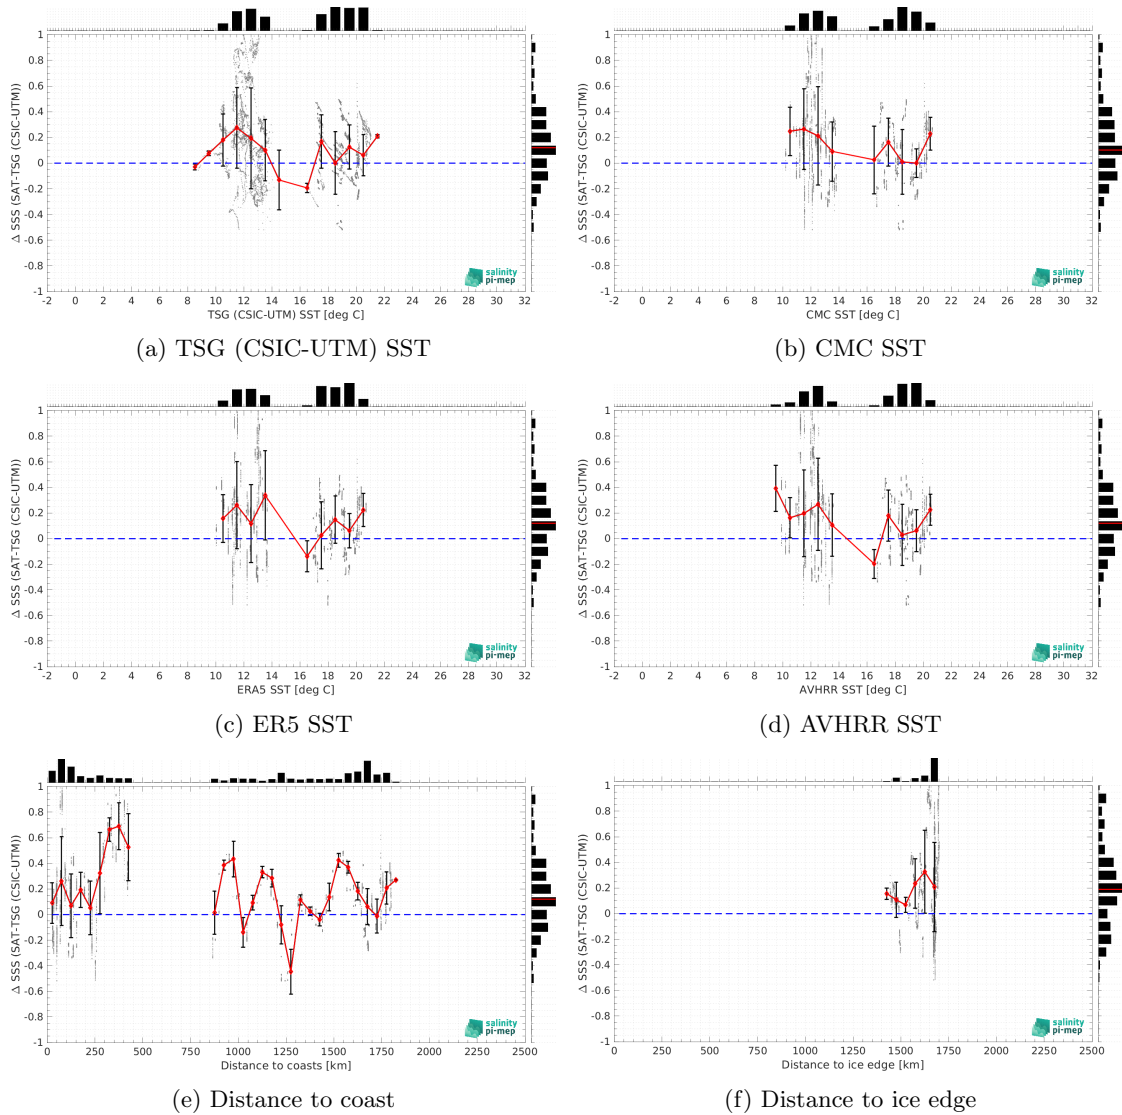 1
0.8
0.6
0.4
0.2
0
-0.2
-0.4
-0.6
-0.8
-1
Δ SSS (SAT-TSG (CSIC-UTM))
salinity
pi-mep
-2 0 2 4 6 8 10 12 14 16 18 20 22 24 26 28 30 32
TSG (CSIC-UTM) SST [deg C]
(a) TSG (CSIC-UTM) SST
1
0.8
0.6
0.4
0.2
0
-0.2
-0.4
-0.6
-0.8
-1
Δ SSS (SAT-TSG (CSIC-UTM))
salinity
pi-mep
-2 0 2 4 6 8 10 12 14 16 18 20 22 24 26 28 30 32
CMC SST [deg C]
(b) CMC SST
1
0.8
0.6
0.4
0.2
0
-0.2
-0.4
-0.6
-0.8
-1
Δ SSS (SAT-TSG (CSIC-UTM))
salinity
pi-mep
-2 0 2 4 6 8 10 12 14 16 18 20 22 24 26 28 30 32
ERA5 SST [deg C]
(c) ER5 SST
1
0.8
0.6
0.4
0.2
0
-0.2
-0.4
-0.6
-0.8
-1
Δ SSS (SAT-TSG (CSIC-UTM))
salinity
pi-mep
-2 0 2 4 6 8 10 12 14 16 18 20 22 24 26 28 30 32
AVHRR SST [deg C]
(d) AVHRR SST
1
0.8
0.6
0.4
0.2
0
-0.2
-0.4
-0.6
-0.8
-1
Δ SSS (SAT-TSG (CSIC-UTM))
salinity
pi-mep
0 250 500 750 1000 1250 1500 1750 2000 2250 2500
Distance to coasts [km]
(e) Distance to coast
1
0.8
0.6
0.4
0.2
0
-0.2
-0.4
-0.6
-0.8
-1
Δ SSS (SAT-TSG (CSIC-UTM))
salinity
pi-mep
0 250 500 750 1000 1250 1500 1750 2000 2250 2500
Distance to ice edge [km]
(f) Distance to ice edge